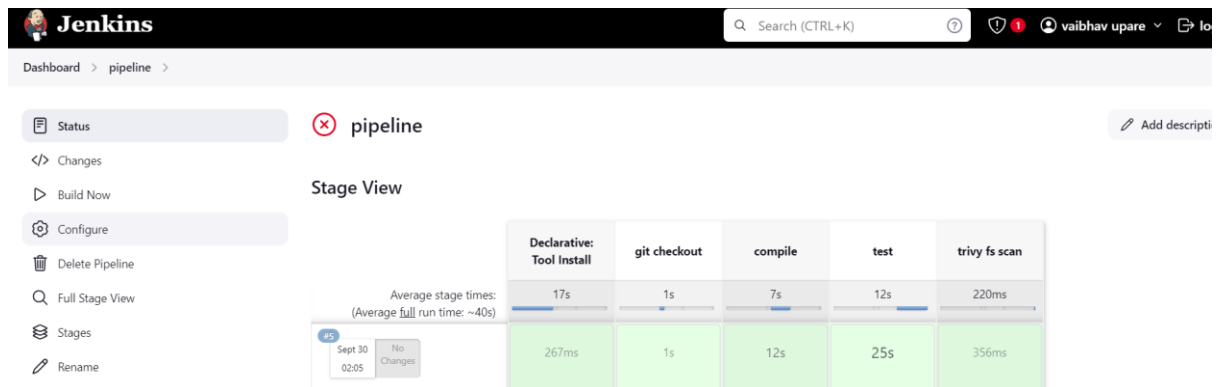 Jenkins
Search (CTRL+K)
1
vaibhav upare
Dashboard > pipeline >
Status
Changes
Build Now
Configure
Delete Pipeline
Full Stage View
Stages
Rename
pipeline
Stage View
Declarative:
Tool Install
git checkout
compile
test
trivy fs scan
Average stage times:
(Average full run time: ~40s)
17s
1s
7s
12s
220ms
#5
Sept 30
02:05
No
Changes
267ms
1s
12s
25s
356ms
Add descripti